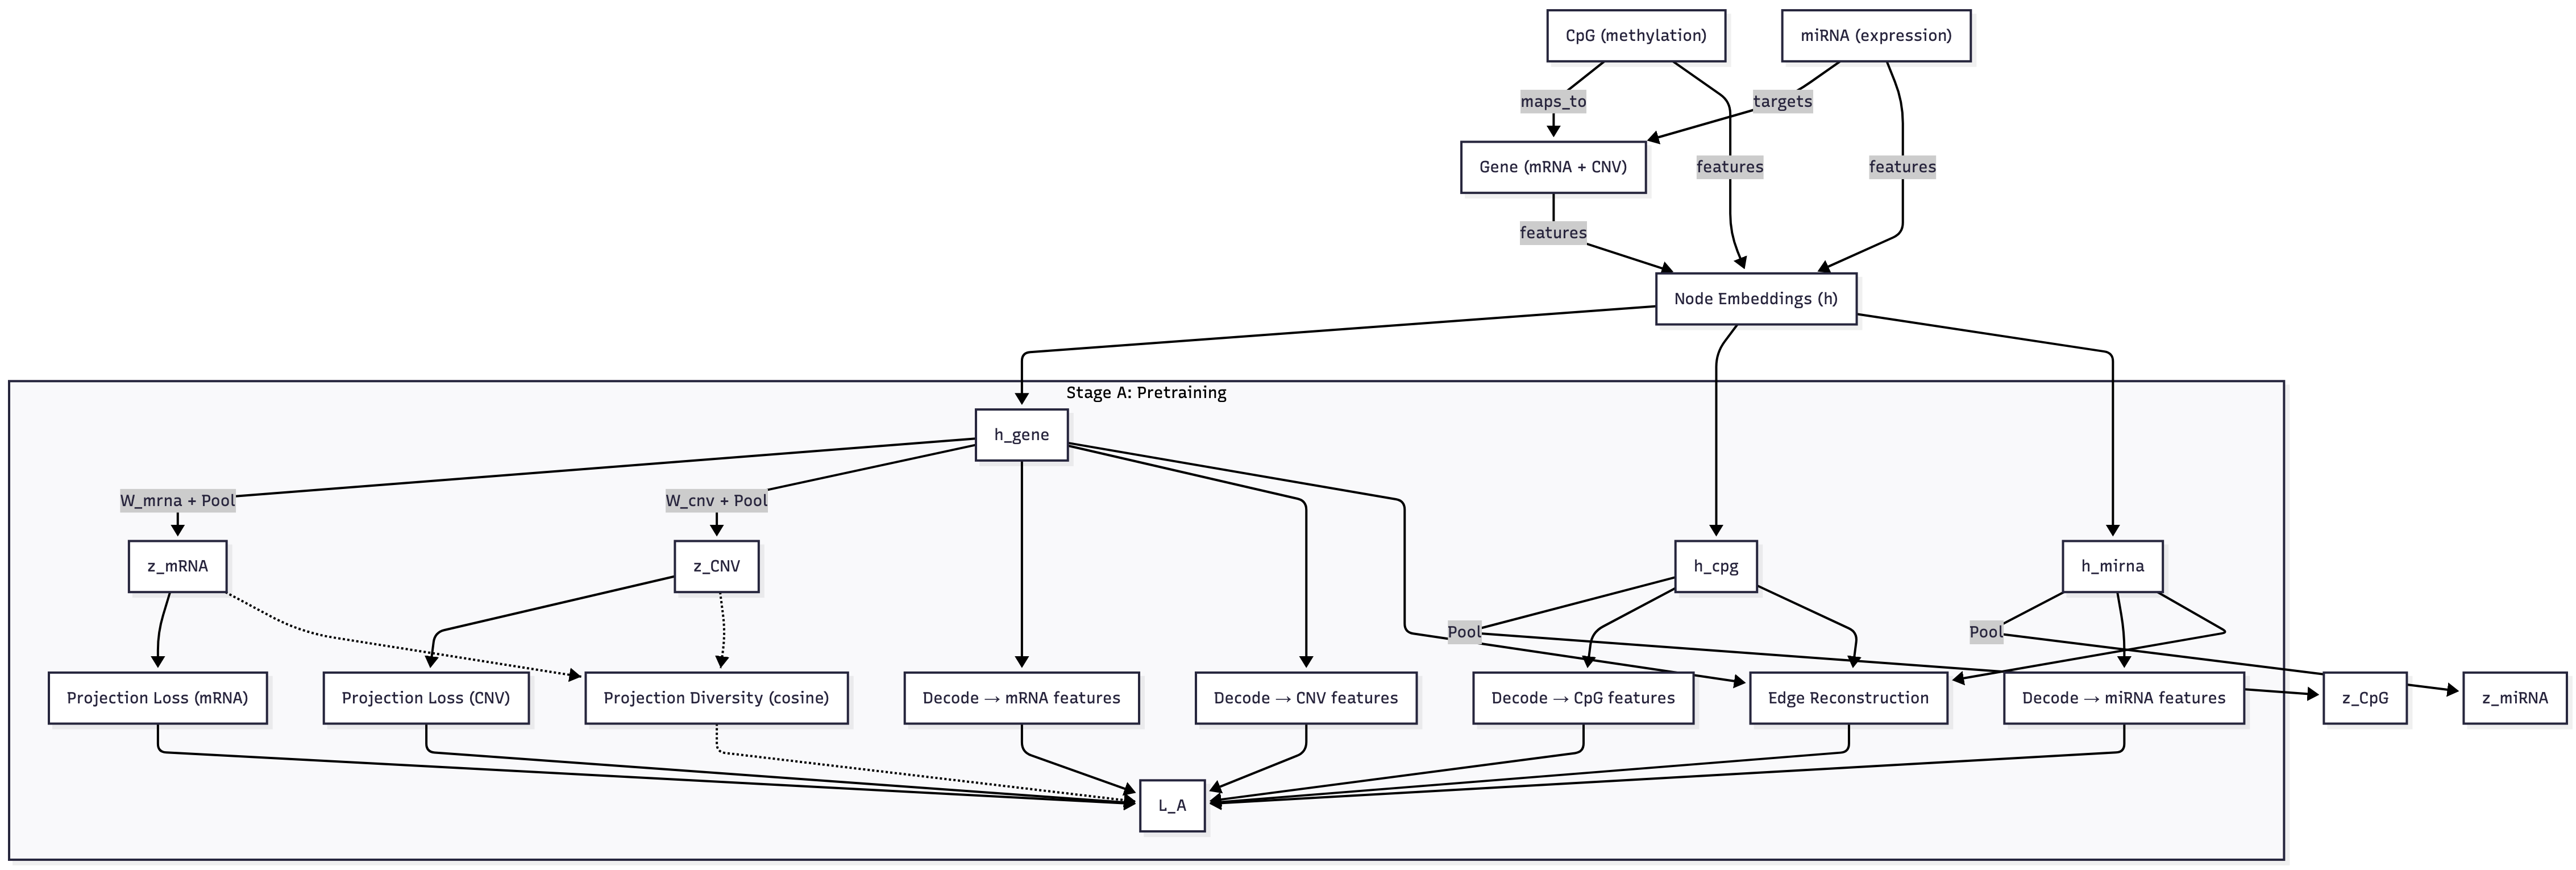 CpG (methylation)
miRNA (expression)
maps_to
targets
Gene (mRNA + CNV)
features
features
features
Node Embeddings (h)
Stage A: Pretraining
h_gene
W_mrna + Pool
W_cnv + Pool
z_mRNA
z_CNV
h_cpg
h_mirna
Pool
Pool
Projection Loss (mRNA)
Projection Loss (CNV)
Projection Diversity (cosine)
Decode → mRNA features
Decode → CNV features
Decode → CpG features
Edge Reconstruction
Decode → miRNA features
z_CpG
z_miRNA
L_A